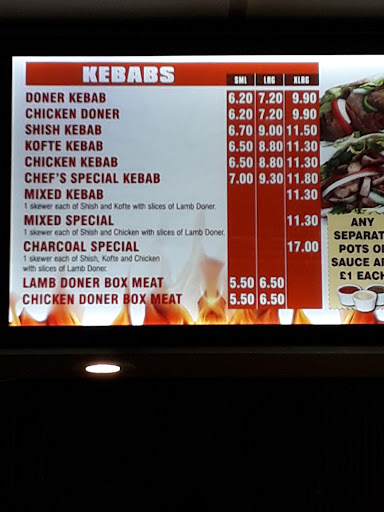 KEBABS SML LRG XLRG
DONER KEBAB 6.20 7.20 9.90
CHICKEN DONER 6.20 7.20 9.90
SHISH KEBAB 6.70 9.00 11.50
KOFTE KEBAB 6.50 8.80 11.30
CHICKEN KEBAB 6.50 8.80 11.30
CHEF'S SPECIAL KEBAB 7.00 9.30 11.80
MIXED KEBAB 11.30
1 skewer each of Shish and Kofte with slices of Lamb Doner.
MIXED SPECIAL 11.30
1 skewer each of Shish and Chicken with slices of Lamb Doner.
CHARCOAL SPECIAL 17.00
1 skewer each of Shish, Kofte and Chicken
with slices of Lamb Doner.
LAMB DONER BOX MEAT 5.50 6.50
CHICKEN DONER BOX MEAT 5.50 6.50
ANY
SEPARAT
POTS O
SAUCE A
£1 EACH